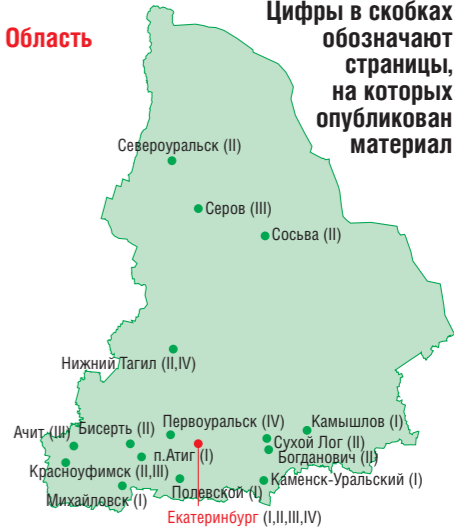 Область
Цифры в скобках
обозначают
страницы,
на которых
опубликован
материал
Североуральск (II)
Серов (III)
Сосьва (II)
Нижний Тагил (II,IV)
Ачит (III)
Бисерть (II)
Первоуральск (IV)
Камышлов (I)
Сухой Лог (II)
Богданович (II)
п.Атиг (I)
Красноуфимск (II,III)
Михайловск (I)
Полевской (I)
Каменск-Уральский (I)
Екатеринбург (I,II,III,IV)